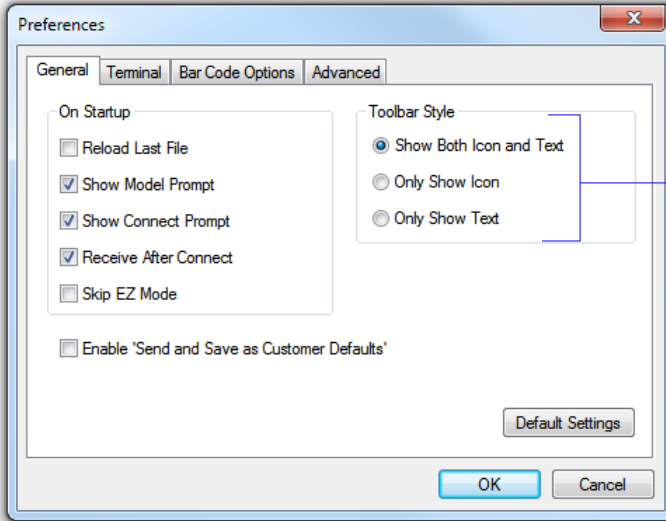 Preferences
General Terminal Bar Code Options Advanced
On Startup
Reload Last File
Show Model Prompt
Show Connect Prompt
Receive After Connect
Skip EZ Mode
Toolbar Style
Show Both Icon and Text
Only Show Icon
Only Show Text
Enable 'Send and Save as Customer Defaults'
Default Settings
OK Cancel